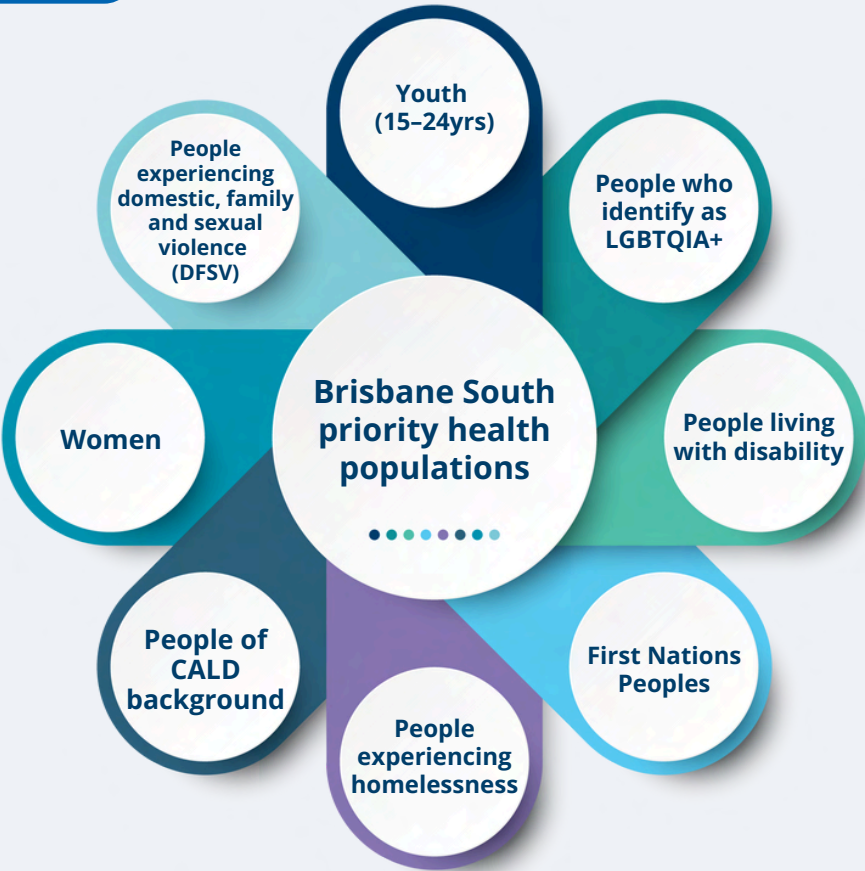 Youth
(15–24yrs)
People who
identify as
LGBTQIA+
People living
with disability
First Nations
Peoples
People
experiencing
homelessness
People of
CALD
background
Women
People
experiencing
domestic, family
and sexual
violence
(DFSV)
Brisbane South
priority health
populations